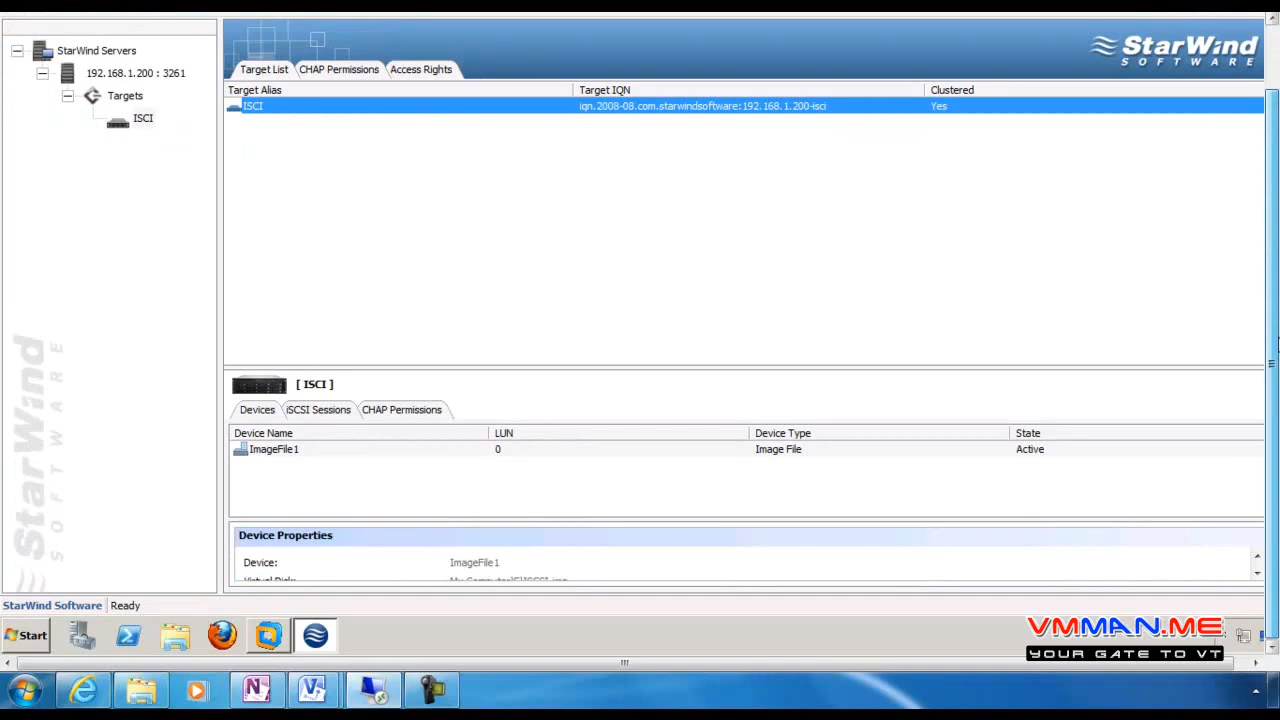 StarWind Servers
192.168.1.200 : 3261
Targets
ISCI
StarWind
SOFTWARE
StarWind
SOFTWARE
Target List CHAP Permissions Access Rights
Target Alias Target IQN Clustered
ISCI iqn.2008-08.com.starwindsoftware:192.168.1.200-isci Yes
[ ISCI ]
Devices iSCSI Sessions CHAP Permissions
Device Name LUN Device Type State
ImageFile1 0 Image File Active
Device Properties
Device: ImageFile1
StarWind Software Ready
Start
VMMAN.ME
YOUR GATE TO VT